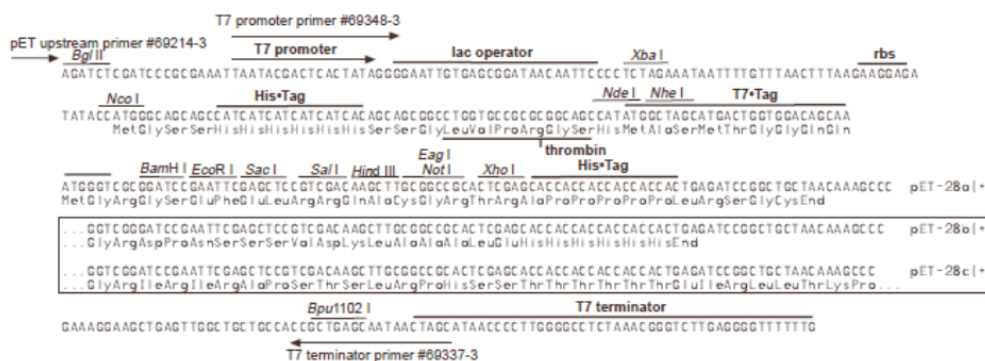 T7 promoter primer #69348-3
pET upstream primer #69214-3
Bgl II T7 promoter lac operator Xba I rbs
AGATCTCGATCCCGCGAAATTAATACGACTCACTATAGGGGAATTGTGAGCGGATAACAATTCCCCTCTAGAAATAATTTTGTTTAACTTTAAGAAGGAGA
Nco I His•Tag Nde I Nhe I T7•Tag
TATACCATGGGCAGCAGCCATCATCATCATCATCACAGCAGCGGCCTGGTGCCGCGCGGCAGCCATATGGCTAGCATGACTGGTGGACAGCAA
MetGlySerSerHisHisHisHisHisHisSerSerGlyLeuValProArgGlySerHisMetAlaSerMetThrGlyGlyGlnGln
thrombin
BamH I EcoR I Sac I Sal I Hind III Eag I Not I Xho I His•Tag
ATGGGTCGCGGATCCGAATTCGAGCTCCGTCGACAAGCTTGCGGCCGCACTCGAGCACCACCACCACCACCACTGAGATCCGGCTGCTAACAAAGCCC pET-28a(+
MetGlyArgGlySerGluPheGluLeuArgArgGlnAlaCysGlyArgThrArgAlaProProProProProLeuArgSerGlyCysEnd
...GGTCGGGATCCGAATTCGAGCTCCGTCGACAAGCTTGCGGCCGCACTCGAGCACCACCACCACCACCACTGAGATCCGGCTGCTAACAAAGCCC pET-28b(+
...GlyArgAspProAsnSerSerSerValAspLysLeuAlaAlaAlaLeuGluHisHisHisHisHisHisEnd
...GGTCGGATCCGAATTCGAGCTCCGTCGACAAGCTTGCGGCCGCACTCGAGCACCACCACCACCACCACTGAGATCCGGCTGCTAACAAAGCCC pET-28c(+
...GlyArgIleArgIleArgAlaProSerThrSerLeuArgProHisSerSerThrThrThrThrThrThrGluIleArgLeuLeuThrLysPro...
Bpu1102 I T7 terminator
GAAAGGAAGCTGAGTTGGCTGCTGCCACCGCTGAGCAATAACTAGCATAACCCCTTGGGGCCTCTAAACGGGTCTTGAGGGGTTTTTTG
T7 terminator primer #69337-3